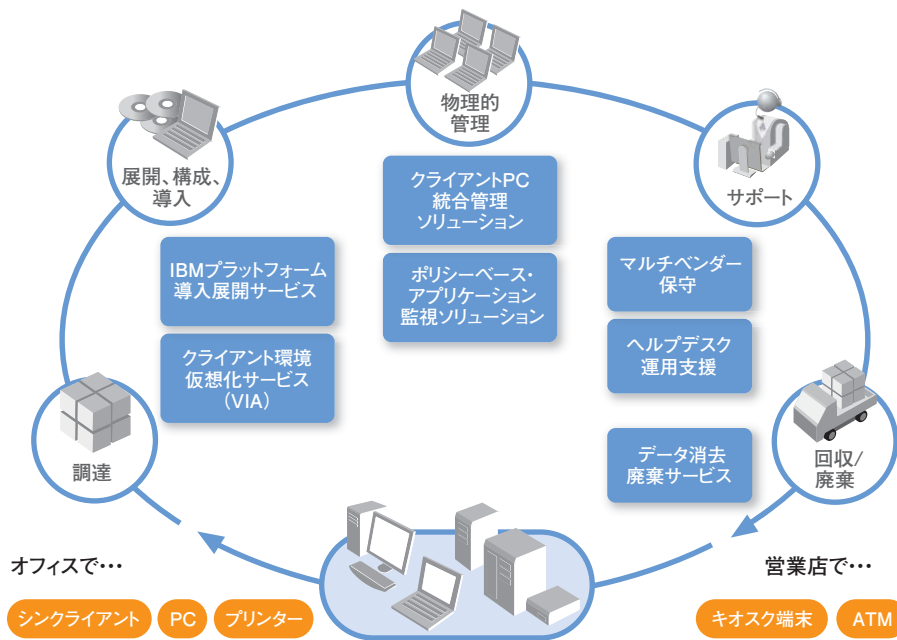 物理的
管理
展開、構成、
導入
サポート
クライアントPC
統合管理
ソリューション
IBMプラットフォーム
導入展開サービス
ポリシーベース・
アプリケーション
監視ソリューション
マルチベンダー
保守
クライアント環境
仮想化サービス
（VIA）
ヘルプデスク
運用支援
調達
データ消去
廃棄サービス
回収/
廃棄
オフィスで…
シンクライアント
PC
プリンター
営業店で…
キオスク端末
ATM